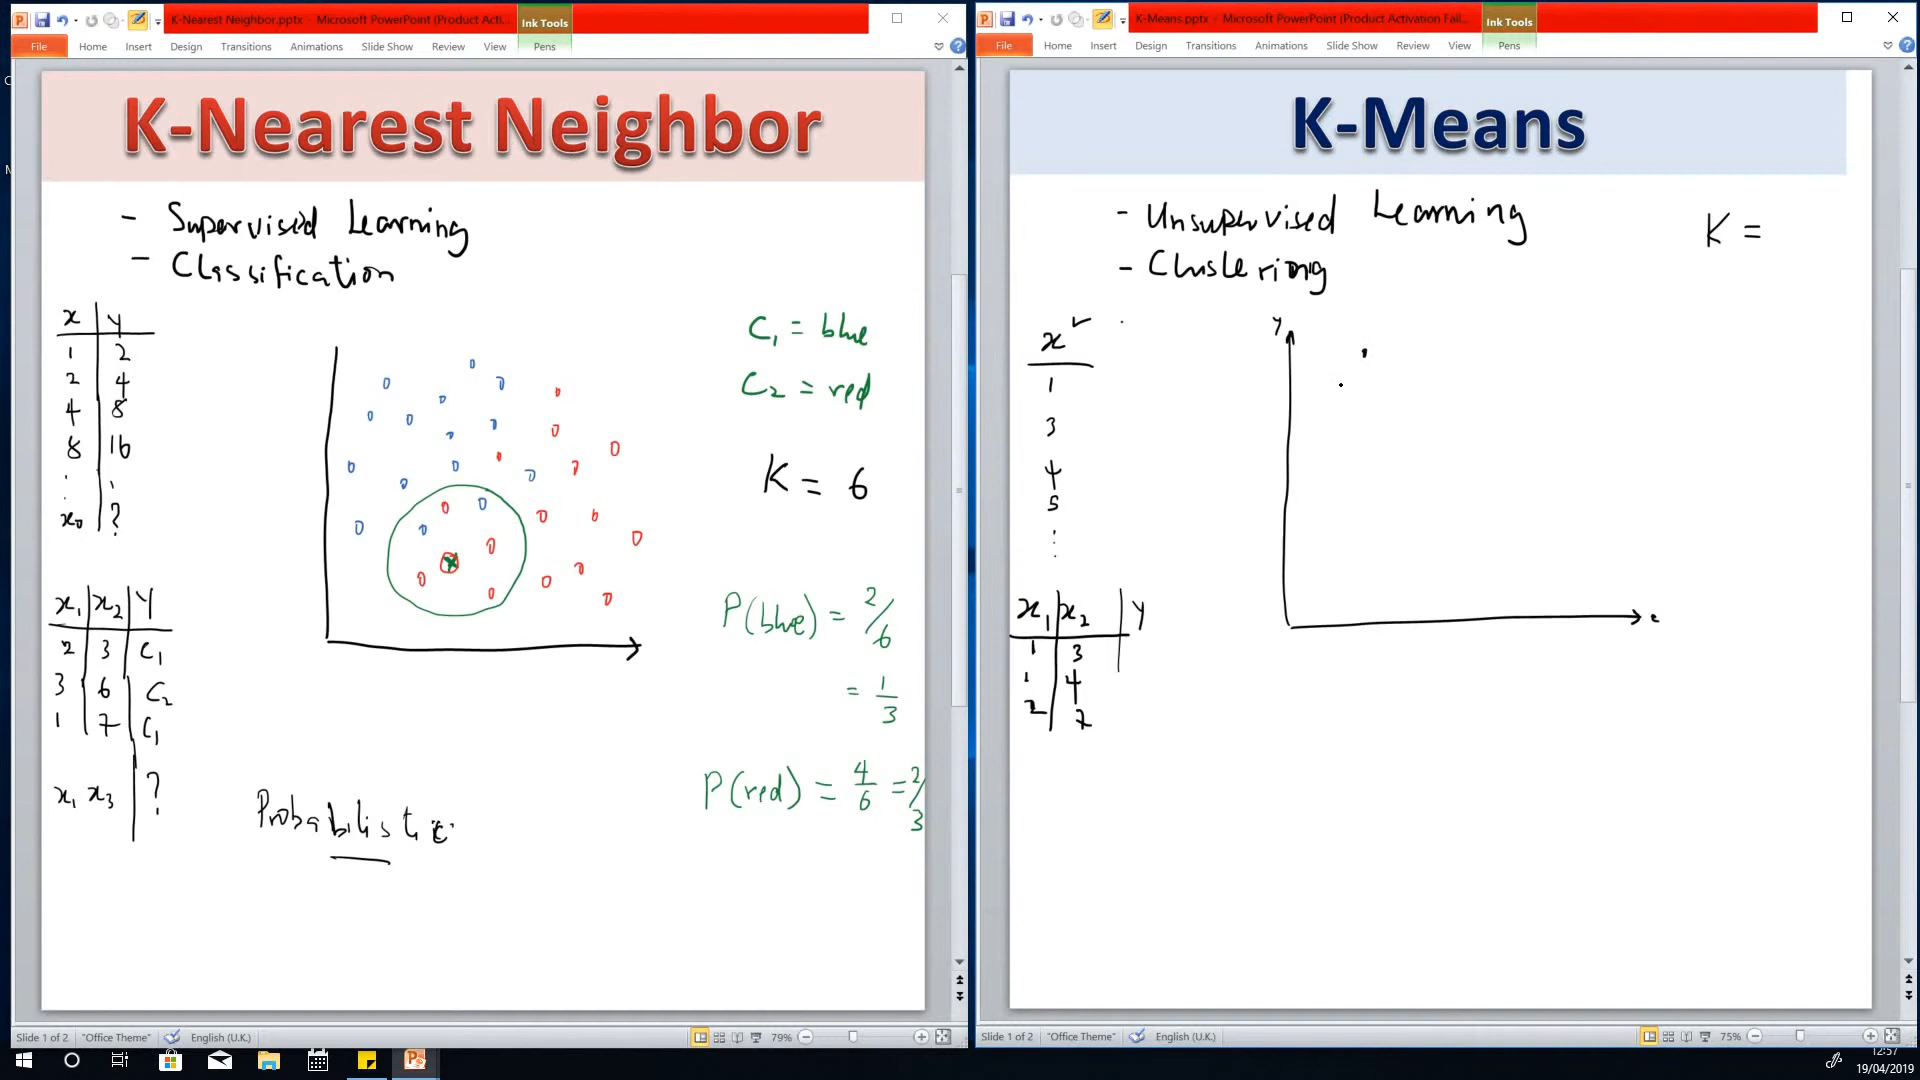 K-Nearest Neighbor.pptx - Microsoft PowerPoint (Product Acti...
Ink Tools
File Home Insert Design Transitions Animations Slide Show Review View Pens
K-Nearest Neighbor
- Supervised Learning
- Classification
x y
1 2
2 4
4 8
8 16
x₀ ?
x₁ x₂ Y
2 3 C₁
3 6 C₂
1 7 C₁
x₁ x₃ ?
C₁ = blue
C₂ = red
K = 6
P(blue) = 2/6
= 1/3
P(red) = 4/6 = 2/3
Probabilistic
Slide 1 of 2 "Office Theme" English (U.K.) 79%
K-Means.pptx - Microsoft PowerPoint (Product Activation Fail...
Ink Tools
File Home Insert Design Transitions Animations Slide Show Review View Pens
K-Means
- Unsupervised Learning
- Clustering
K =
x
1
3
4
5
y
x₁ x₂ Y
1 3
1 4
2 7
Slide 1 of 2 "Office Theme" English (U.K.) 75%
12:57
19/04/2019